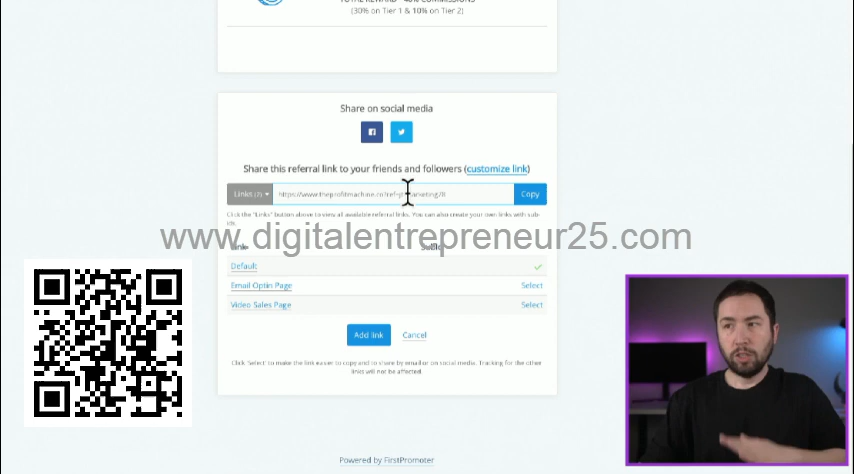 (30% on Tier 1 & 10% on Tier 2)
Share on social media
Share this referral link to your friends and followers (customize link)
Links (7)
Copy
Click the "Links" button above to view all available referral links. You can also create your own links with sub-
ids.
www.digitalentrepreneur25.com
Default
Email Optin Page Select
Video Sales Page Select
Add link Cancel
Click 'Select' to make the link easier to copy and to share by email or on social media. Tracking for the other
links will not be affected.
Powered by FirstPromoter